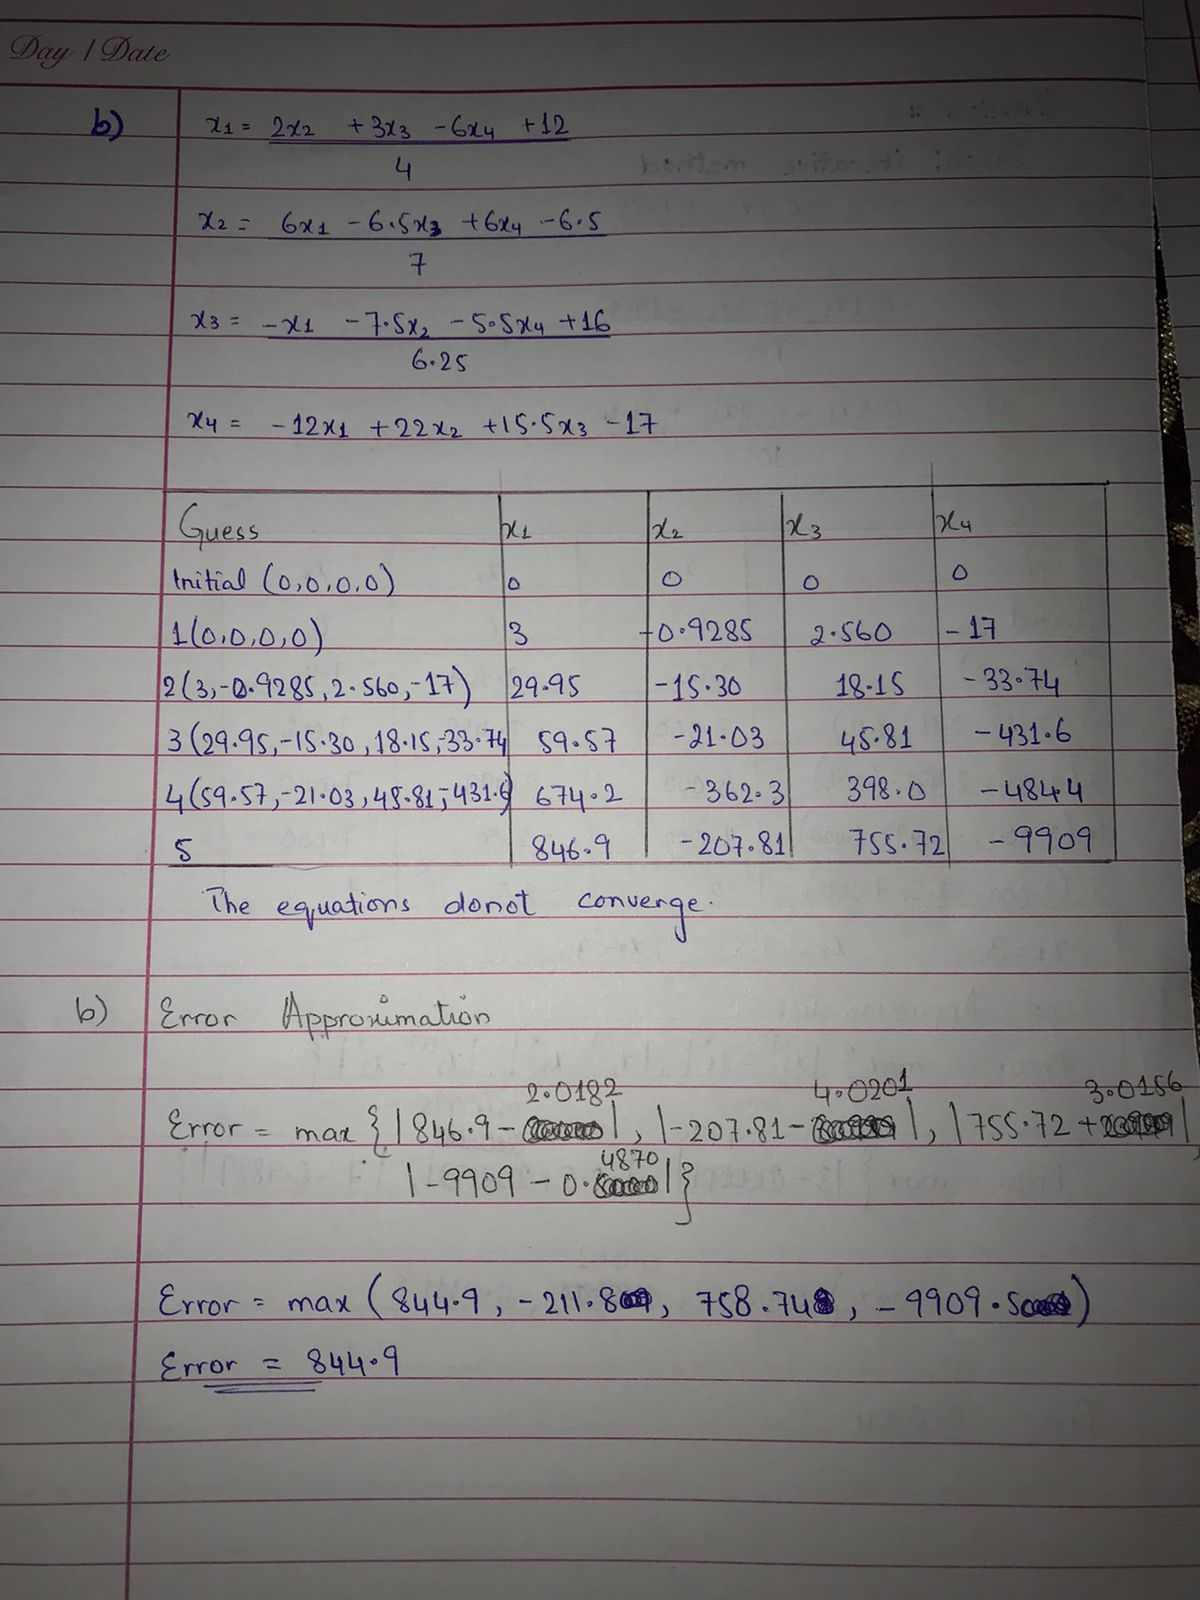 Day / Date
b) x1 = 2x2 + 3x3 - 6x4 + 12
4
x2 = 6x1 - 6.5x3 + 6x4 - 6.5
7
x3 = -x1 - 7.5x2 - 5.5x4 + 16
6.25
x4 = -12x1 + 22x2 + 15.5x3 - 17
Guess x1 x2 x3 x4
Initial (0,0,0,0) 0 0 0 0
1(0,0,0,0) 3 -0.9285 2.560 -17
2(3,-0.9285,2.560,-17) 29.95 -15.30 18.15 -33.74
3(29.95,-15.30,18.15,-33.74 59.57 -21.03 45.81 -431.6
4(59.57,-21.03,45.81,-431.6) 674.2 -362.3 398.0 -484.4
5 846.9 -207.81 755.72 -9909
The equations donot converge.
b) Error Approximation
2.0182 4.0201 3.0156
Error = max {|846.9 - |, |-207.81 - |, |755.72 + |
4870
|-9909 - 0. |}
Error = max (844.9, -211.8 , 758.74 , -9909.5 )
Error = 844.9